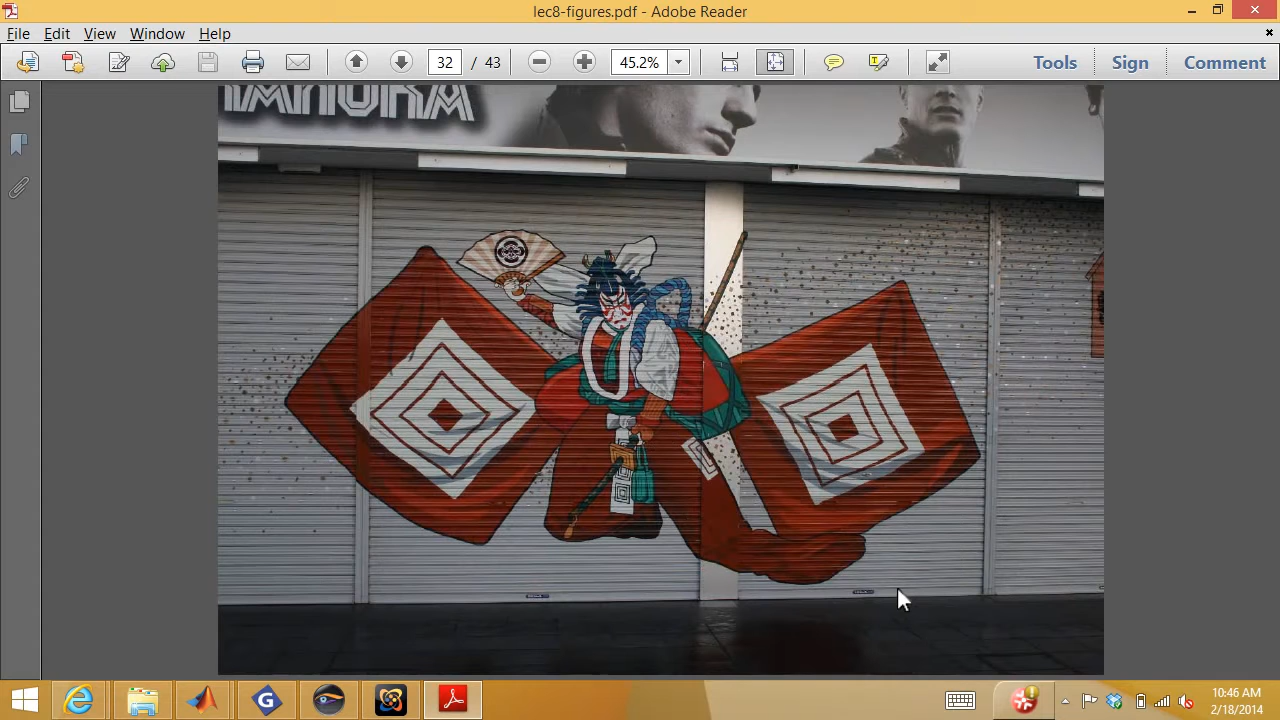 lec8-figures.pdf - Adobe Reader
File Edit View Window Help
32 / 43
45.2%
Tools Sign Comment
10:46 AM
2/18/2014